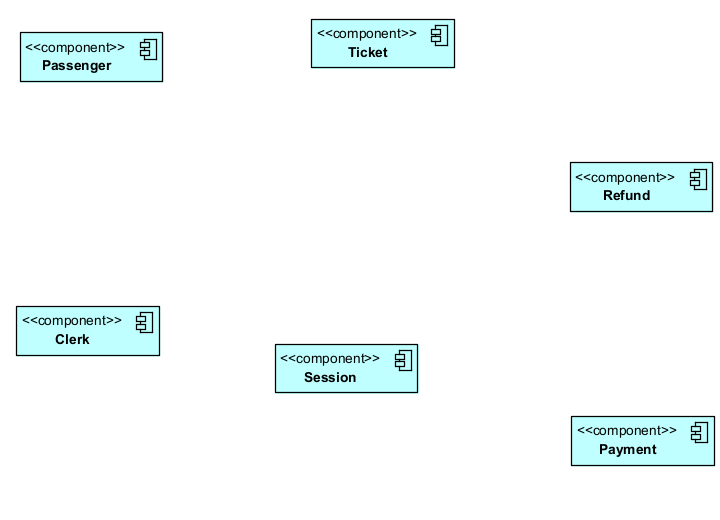 <<component>>
Passenger
<<component>>
Ticket
<<component>>
Refund
<<component>>
Clerk
<<component>>
Session
<<component>>
Payment